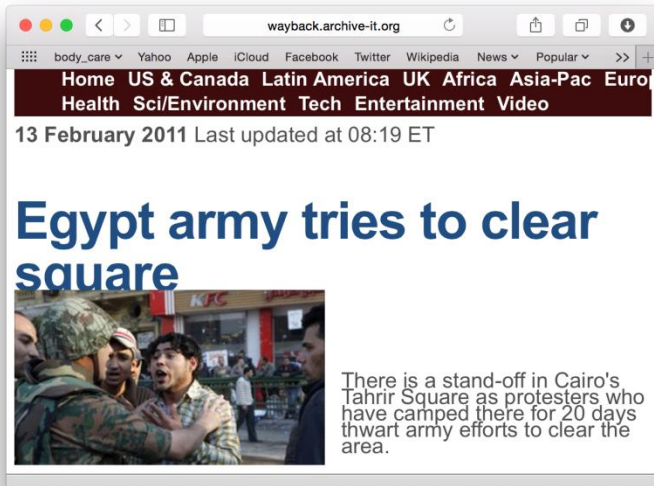 wayback.archive-it.org
body_care Yahoo Apple iCloud Facebook Twitter Wikipedia News Popular >> +
Home US & Canada Latin America UK Africa Asia-Pac Europ
Health Sci/Environment Tech Entertainment Video
13 February 2011 Last updated at 08:19 ET
Egypt army tries to clear
square
KFC
There is a stand-off in Cairo's
Tahrir Square as protesters who
have camped there for 20 days
thwart army efforts to clear the
area.